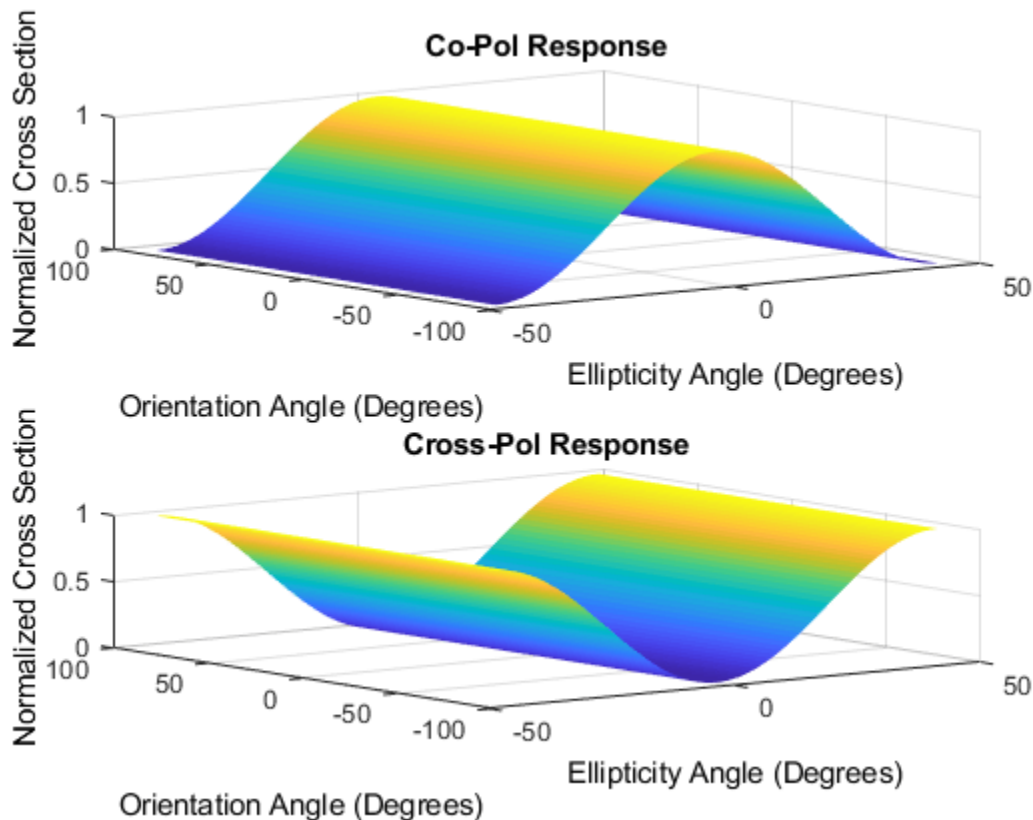 Co-Pol Response
Normalized Cross Section
1
0.5
0
100
50
0
-50
-100
-50
0
50
Ellipticity Angle (Degrees)
Orientation Angle (Degrees)
Cross-Pol Response
Normalized Cross Section
1
0.5
0
100
50
0
-50
-100
-50
0
50
Ellipticity Angle (Degrees)
Orientation Angle (Degrees)